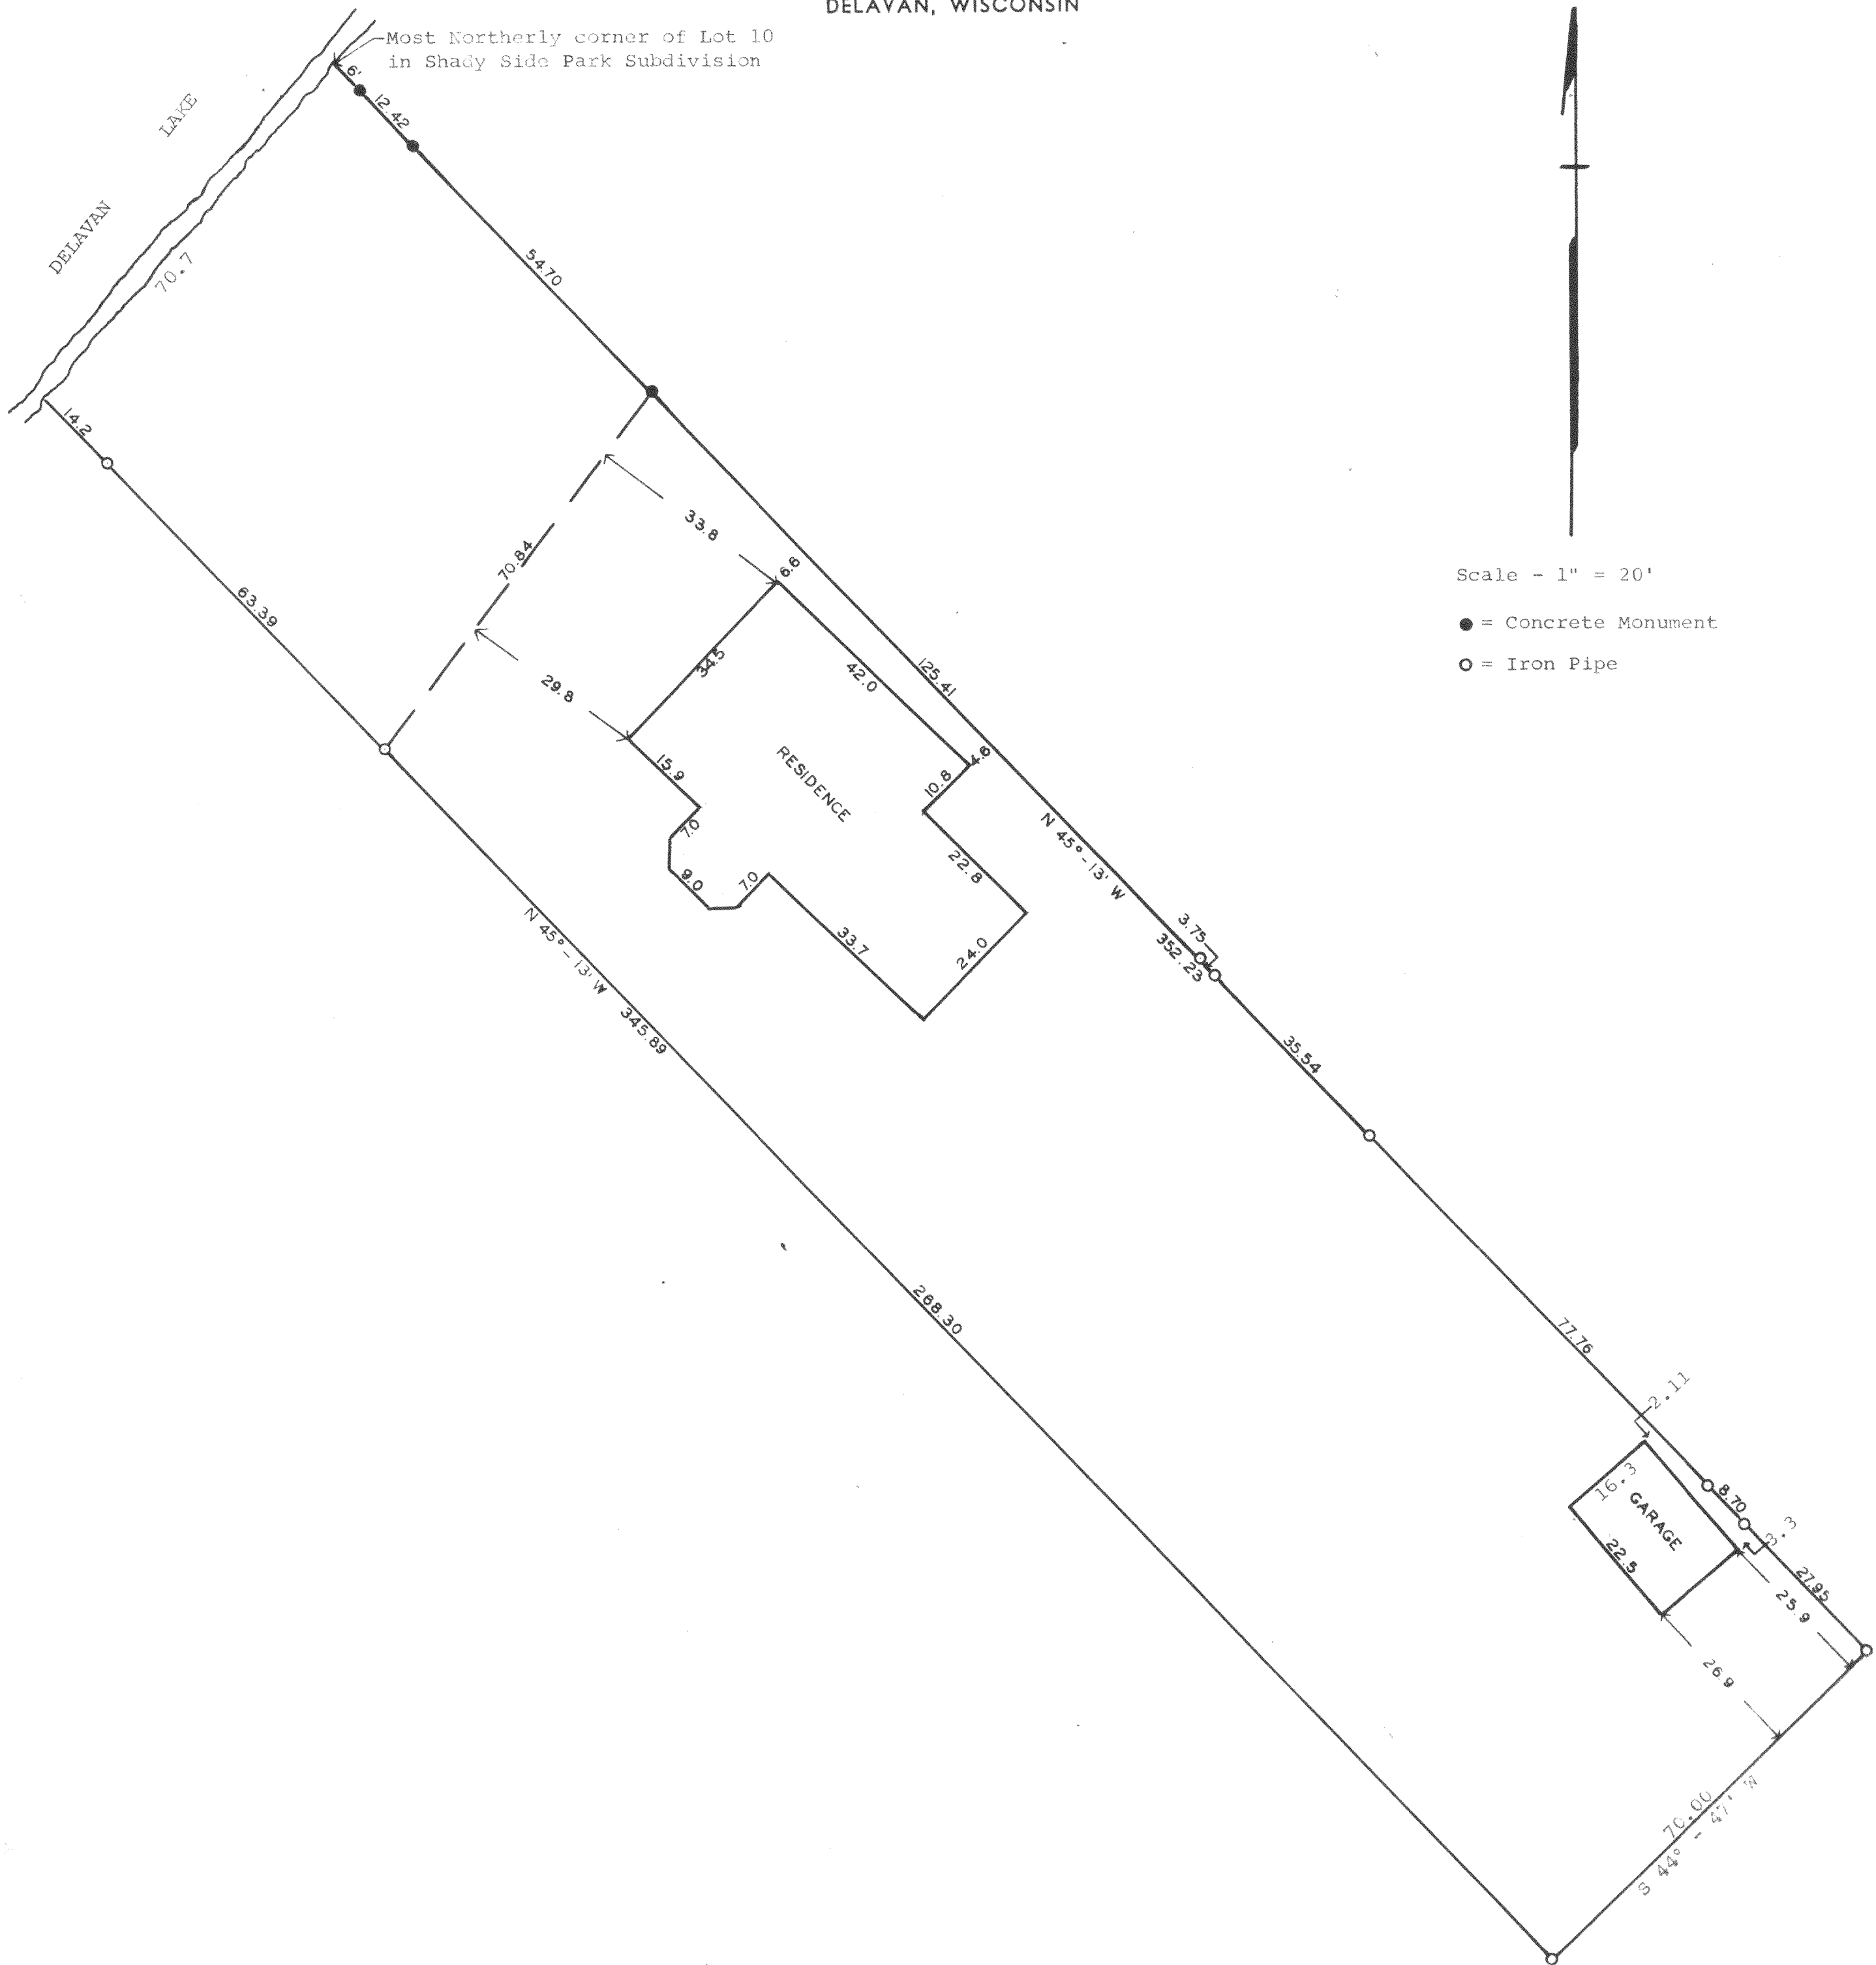 DELAVAN, WISCONSIN
Most Northerly corner of Lot 10
in Shady Side Park Subdivision
6'
12.42
LAKE
DELAVAN
70.7
54.70
14.2
33.8
70.84
6.6
Scale - 1" = 20'
= Concrete Monument
= Iron Pipe
63.39
34.5
42.0
125.41
29.8
15.9
RESIDENCE
4.6
10.8
7.0
N 45° - 13' W
22.8
9.0
7.0
3.75
352.23
33.7
24.0
N 45° - 13' W
345.89
35.54
268.30
77.76
2.11
16.3
GARAGE
8.70
3.3
22.5
27.95
25.9
26.9
70.00
S 44° - 47' W